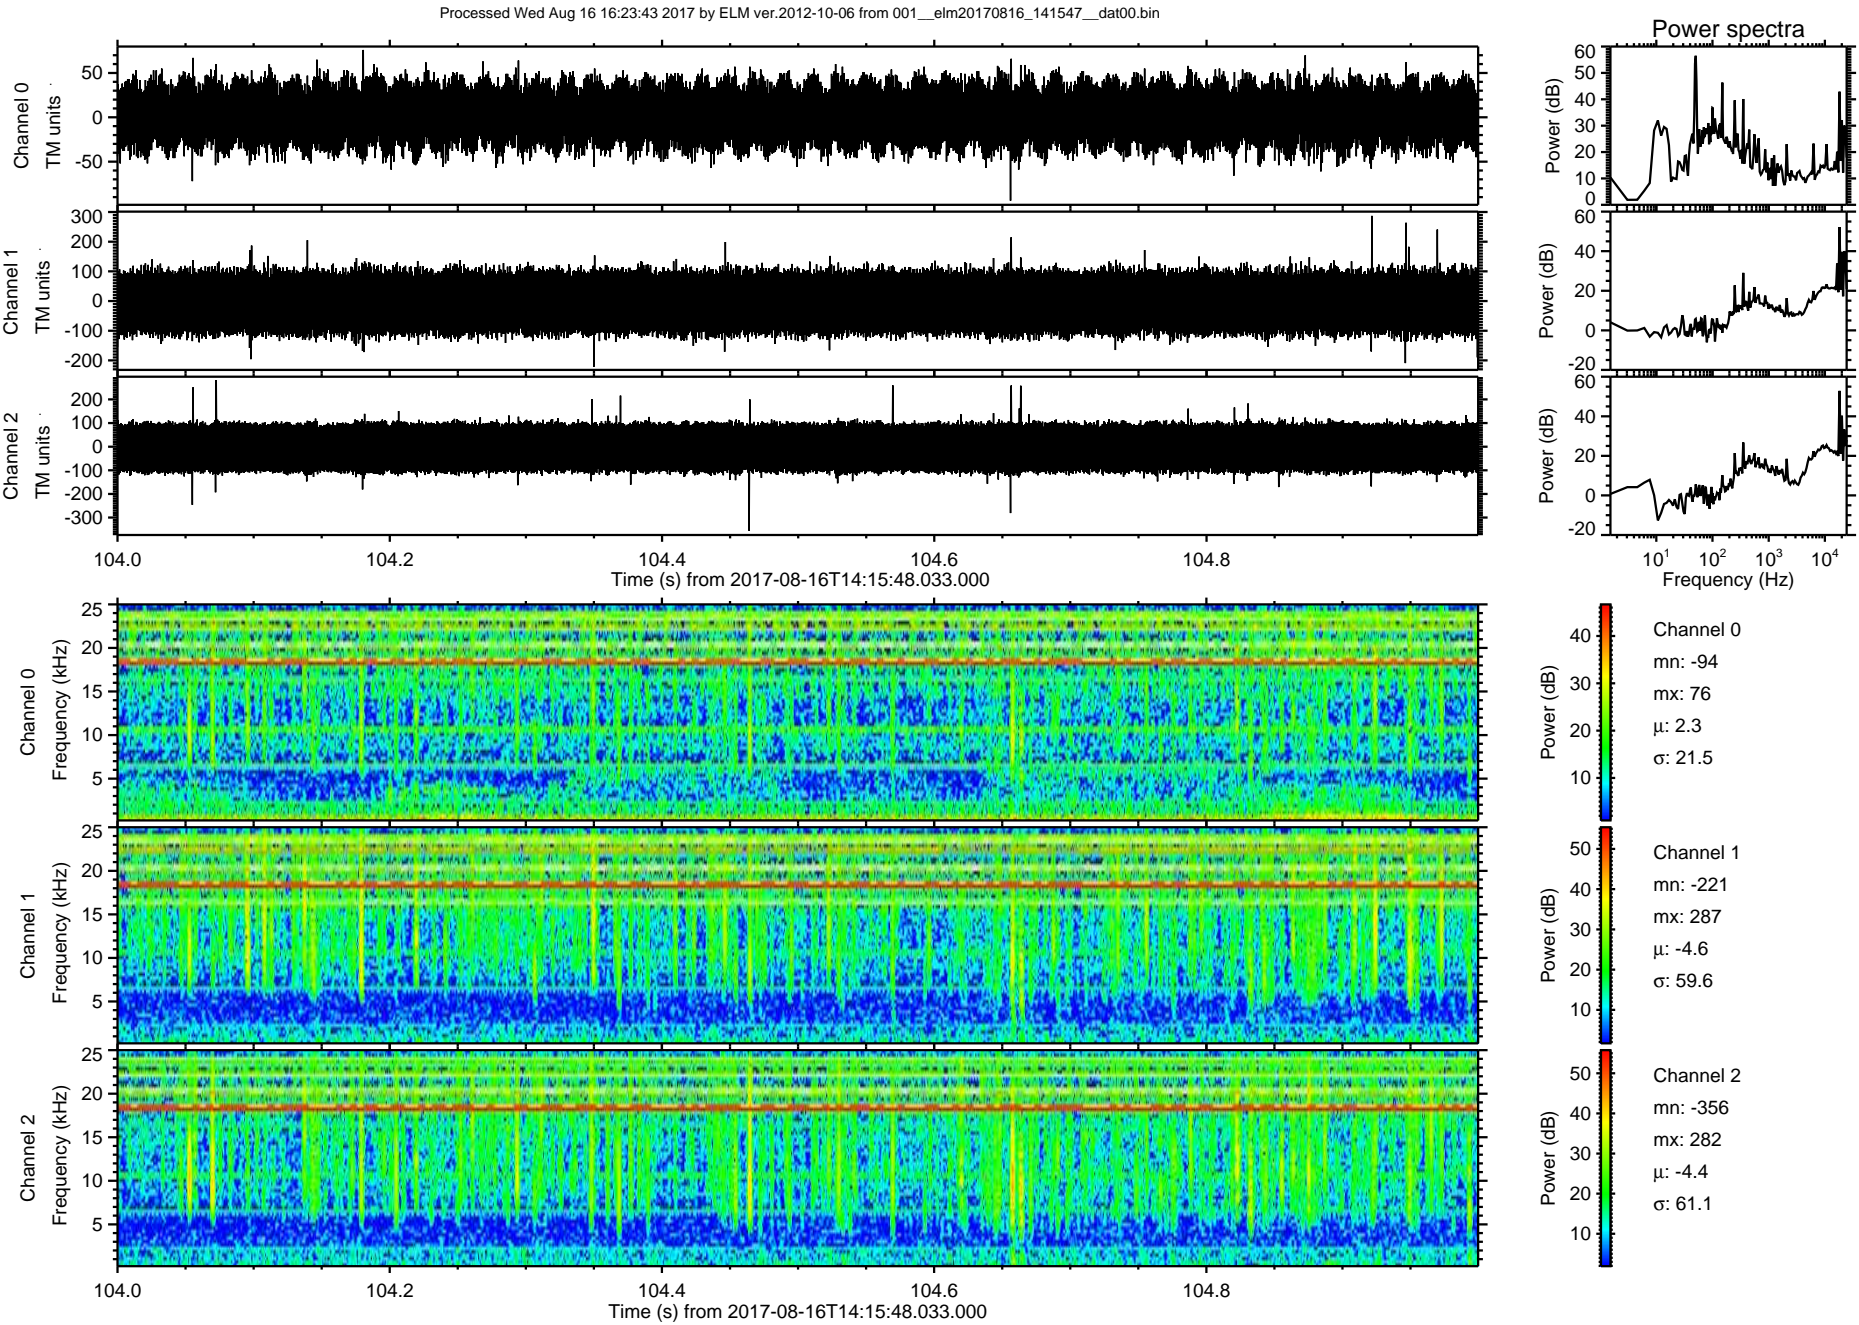 Processed Wed Aug 16 16:23:43 2017 by ELM ver.2012-10-06 from 001__elm20170816_141547__dat00.bin
Power spectra
Channel 0
TM units
50
0
-50
Power (dB)
60
50
40
30
20
10
0
Channel 1
TM units
300
200
100
0
-100
-200
Power (dB)
60
40
20
0
-20
Channel 2
TM units
200
100
0
-100
-200
-300
Power (dB)
60
40
20
0
-20
104.0 104.2 104.4 104.6 104.8
Time (s) from 2017-08-16T14:15:48.033.000
10^1 10^2 10^3 10^4
Frequency (Hz)
Channel 0
Frequency (kHz)
25
20
15
10
5
Power (dB)
40
30
20
10
Channel 0
mn: -94
mx: 76
μ: 2.3
σ: 21.5
Channel 1
Frequency (kHz)
25
20
15
10
5
Power (dB)
50
40
30
20
10
Channel 1
mn: -221
mx: 287
μ: -4.6
σ: 59.6
Channel 2
Frequency (kHz)
25
20
15
10
5
Power (dB)
50
40
30
20
10
Channel 2
mn: -356
mx: 282
μ: -4.4
σ: 61.1
104.0 104.2 104.4 104.6 104.8
Time (s) from 2017-08-16T14:15:48.033.000